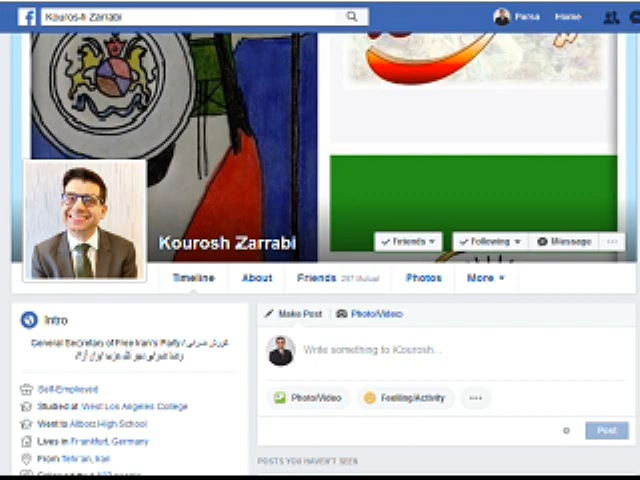 Kourosh Zarrabi
Parsa Home
Kourosh Zarrabi
Friends Following Message
Timeline About Friends 297 Mutual Photos More
Intro
General Secretary of Free Iran's Party /
Self-Employed
Studied at West Los Angeles College
Went to High School
Lives in Frankfurt, Germany
From Tehran, Iran
Make Post Photo/Video
Write something to Kourosh...
Photo/Video Feeling/Activity
Post
POSTS YOU HAVEN'T SEEN